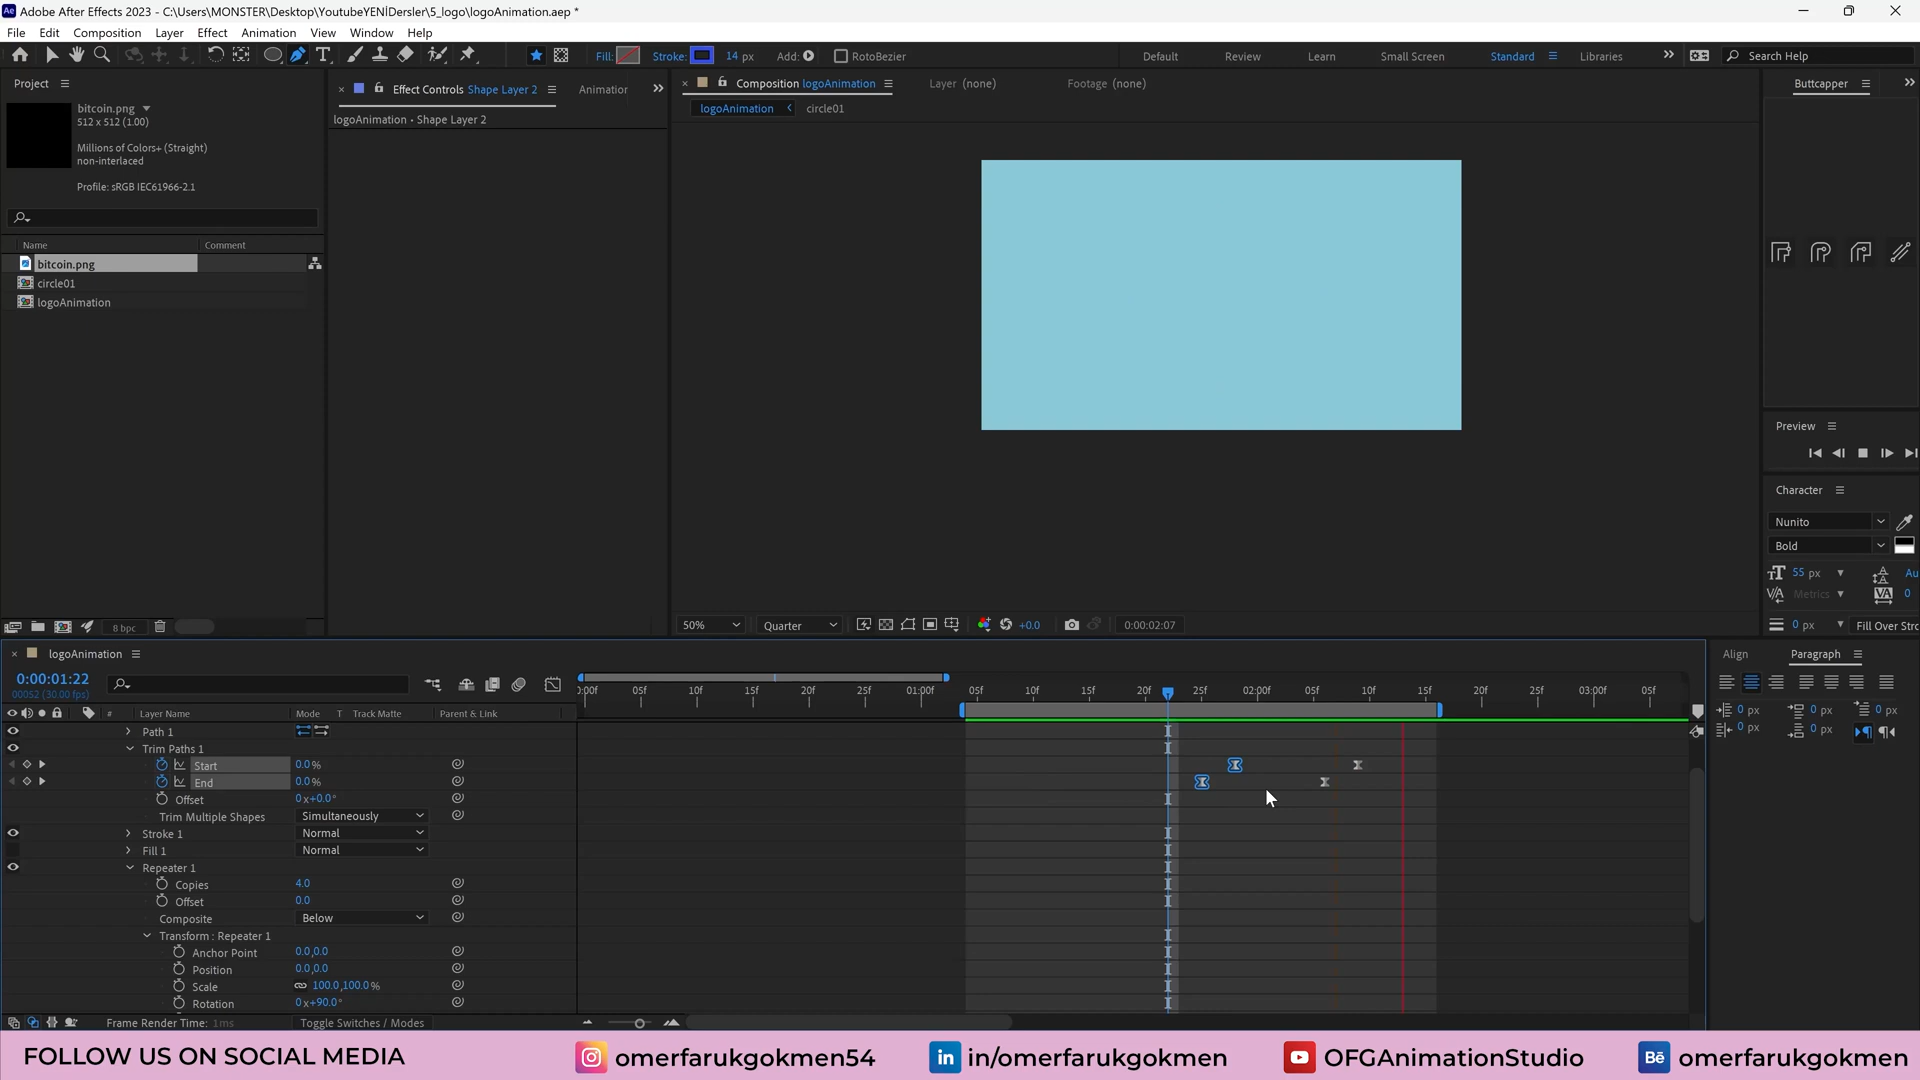 Adobe After Effects 2023 - C:\Users\MONSTER\Desktop\YoutubeYENİDersler\5_logo\logoAnimation.aep *
File Edit Composition Layer Effect Animation View Window Help
Fill: Stroke: 14 px Add: RotoBezier Default Review Learn Small Screen Standard Libraries Search Help
Project
bitcoin.png
512 x 512 (1.00)
Millions of Colors+ (Straight)
non-interlaced
Profile: sRGB IEC61966-2.1
Name Comment
bitcoin.png
circle01
logoAnimation
8 bpc
Effect Controls Shape Layer 2 Animation
logoAnimation • Shape Layer 2
Composition logoAnimation Layer (none) Footage (none)
logoAnimation circle01
50% Quarter +0.0 0:00:02:07
Buttcapper
Preview
Character
Nunito
Bold
55 px Au
Metrics 0
0 px Fill Over Stro
Align Paragraph
0 px 0 px 0 px
0 px 0 px
logoAnimation
0:00:01:22
00052 (30.00 fps)
# Layer Name Mode T Track Matte Parent & Link
):00f 05f 10f 15f 20f 25f 01:00f 05f 10f 15f 20f 25f 02:00f 05f 10f 15f 20f 25f 03:00f 05f
Path 1
Trim Paths 1
Start 0.0 %
End 0.0 %
Offset 0x+0.0°
Trim Multiple Shapes Simultaneously
Stroke 1 Normal
Fill 1 Normal
Repeater 1
Copies 4.0
Offset 0.0
Composite Below
Transform : Repeater 1
Anchor Point 0.0,0.0
Position 0.0,0.0
Scale 100.0,100.0%
Rotation 0x+90.0°
Frame Render Time: 1ms Toggle Switches / Modes
FOLLOW US ON SOCIAL MEDIA omerfarukgokmen54 in/omerfarukgokmen OFGAnimationStudio Bē omerfarukgokmen